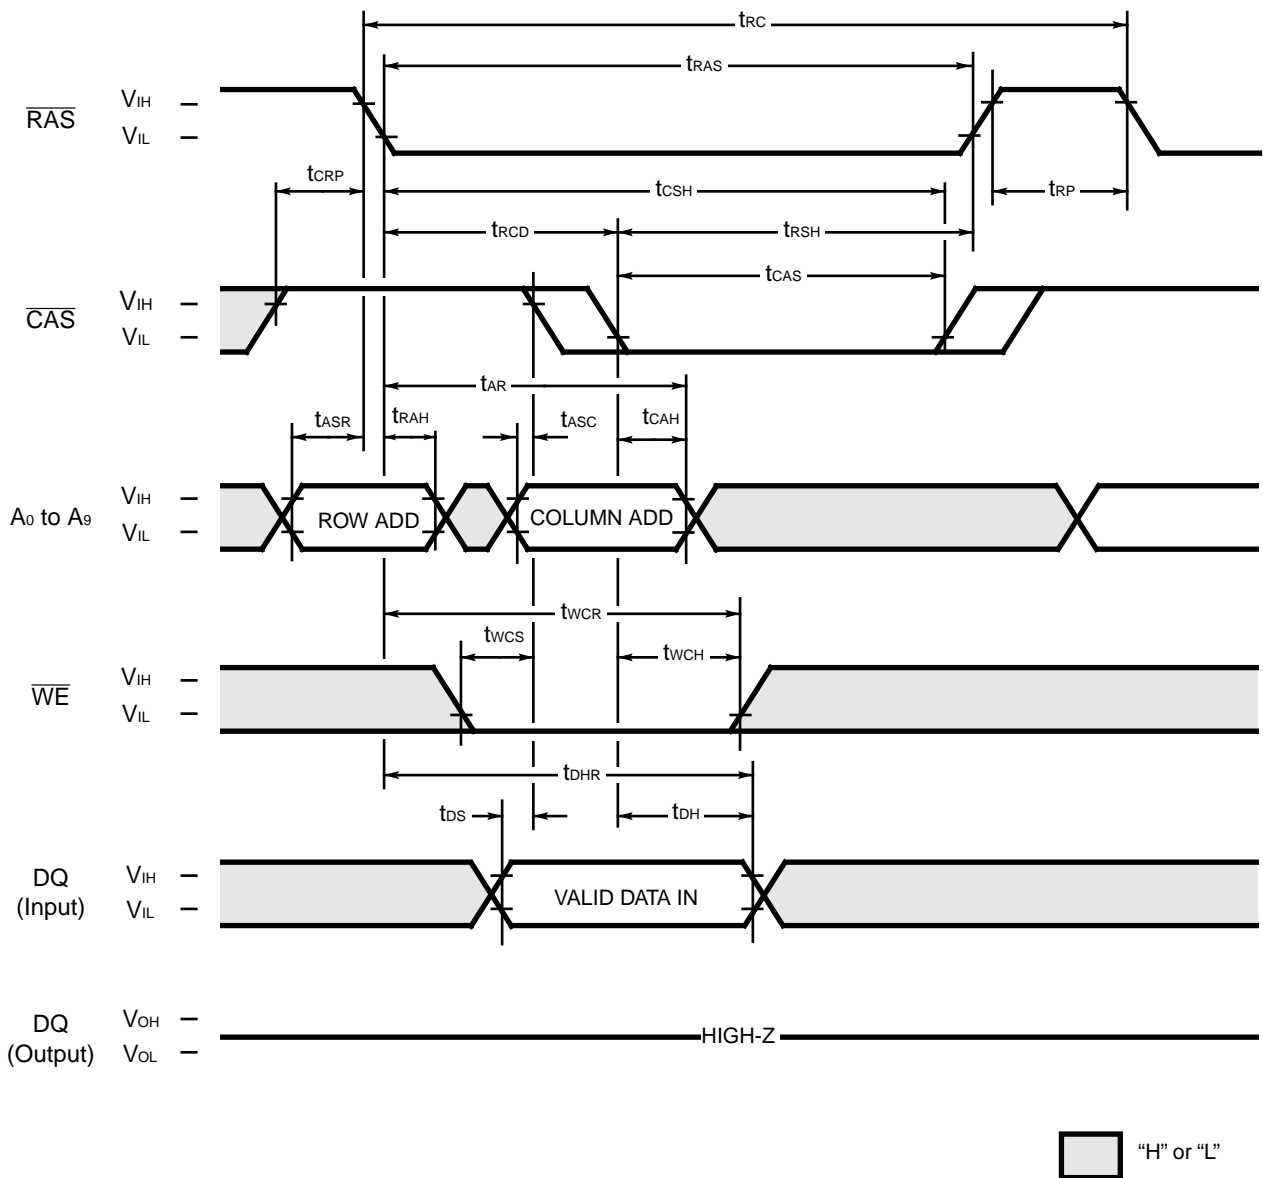 tRC
tRAS
RAS
VIH
VIL
tCRP
tCSH
tRP
tRCD
tRSH
tCAS
CAS
VIH
VIL
tAR
tASR
tRAH
tASC
tCAH
A0 to A9
VIH
VIL
ROW ADD
COLUMN ADD
tWCR
tWCS
tWCH
WE
VIH
VIL
tDHR
tDS
tDH
DQ
(Input)
VIH
VIL
VALID DATA IN
DQ
(Output)
VOH
VOL
HIGH-Z
“H” or “L”